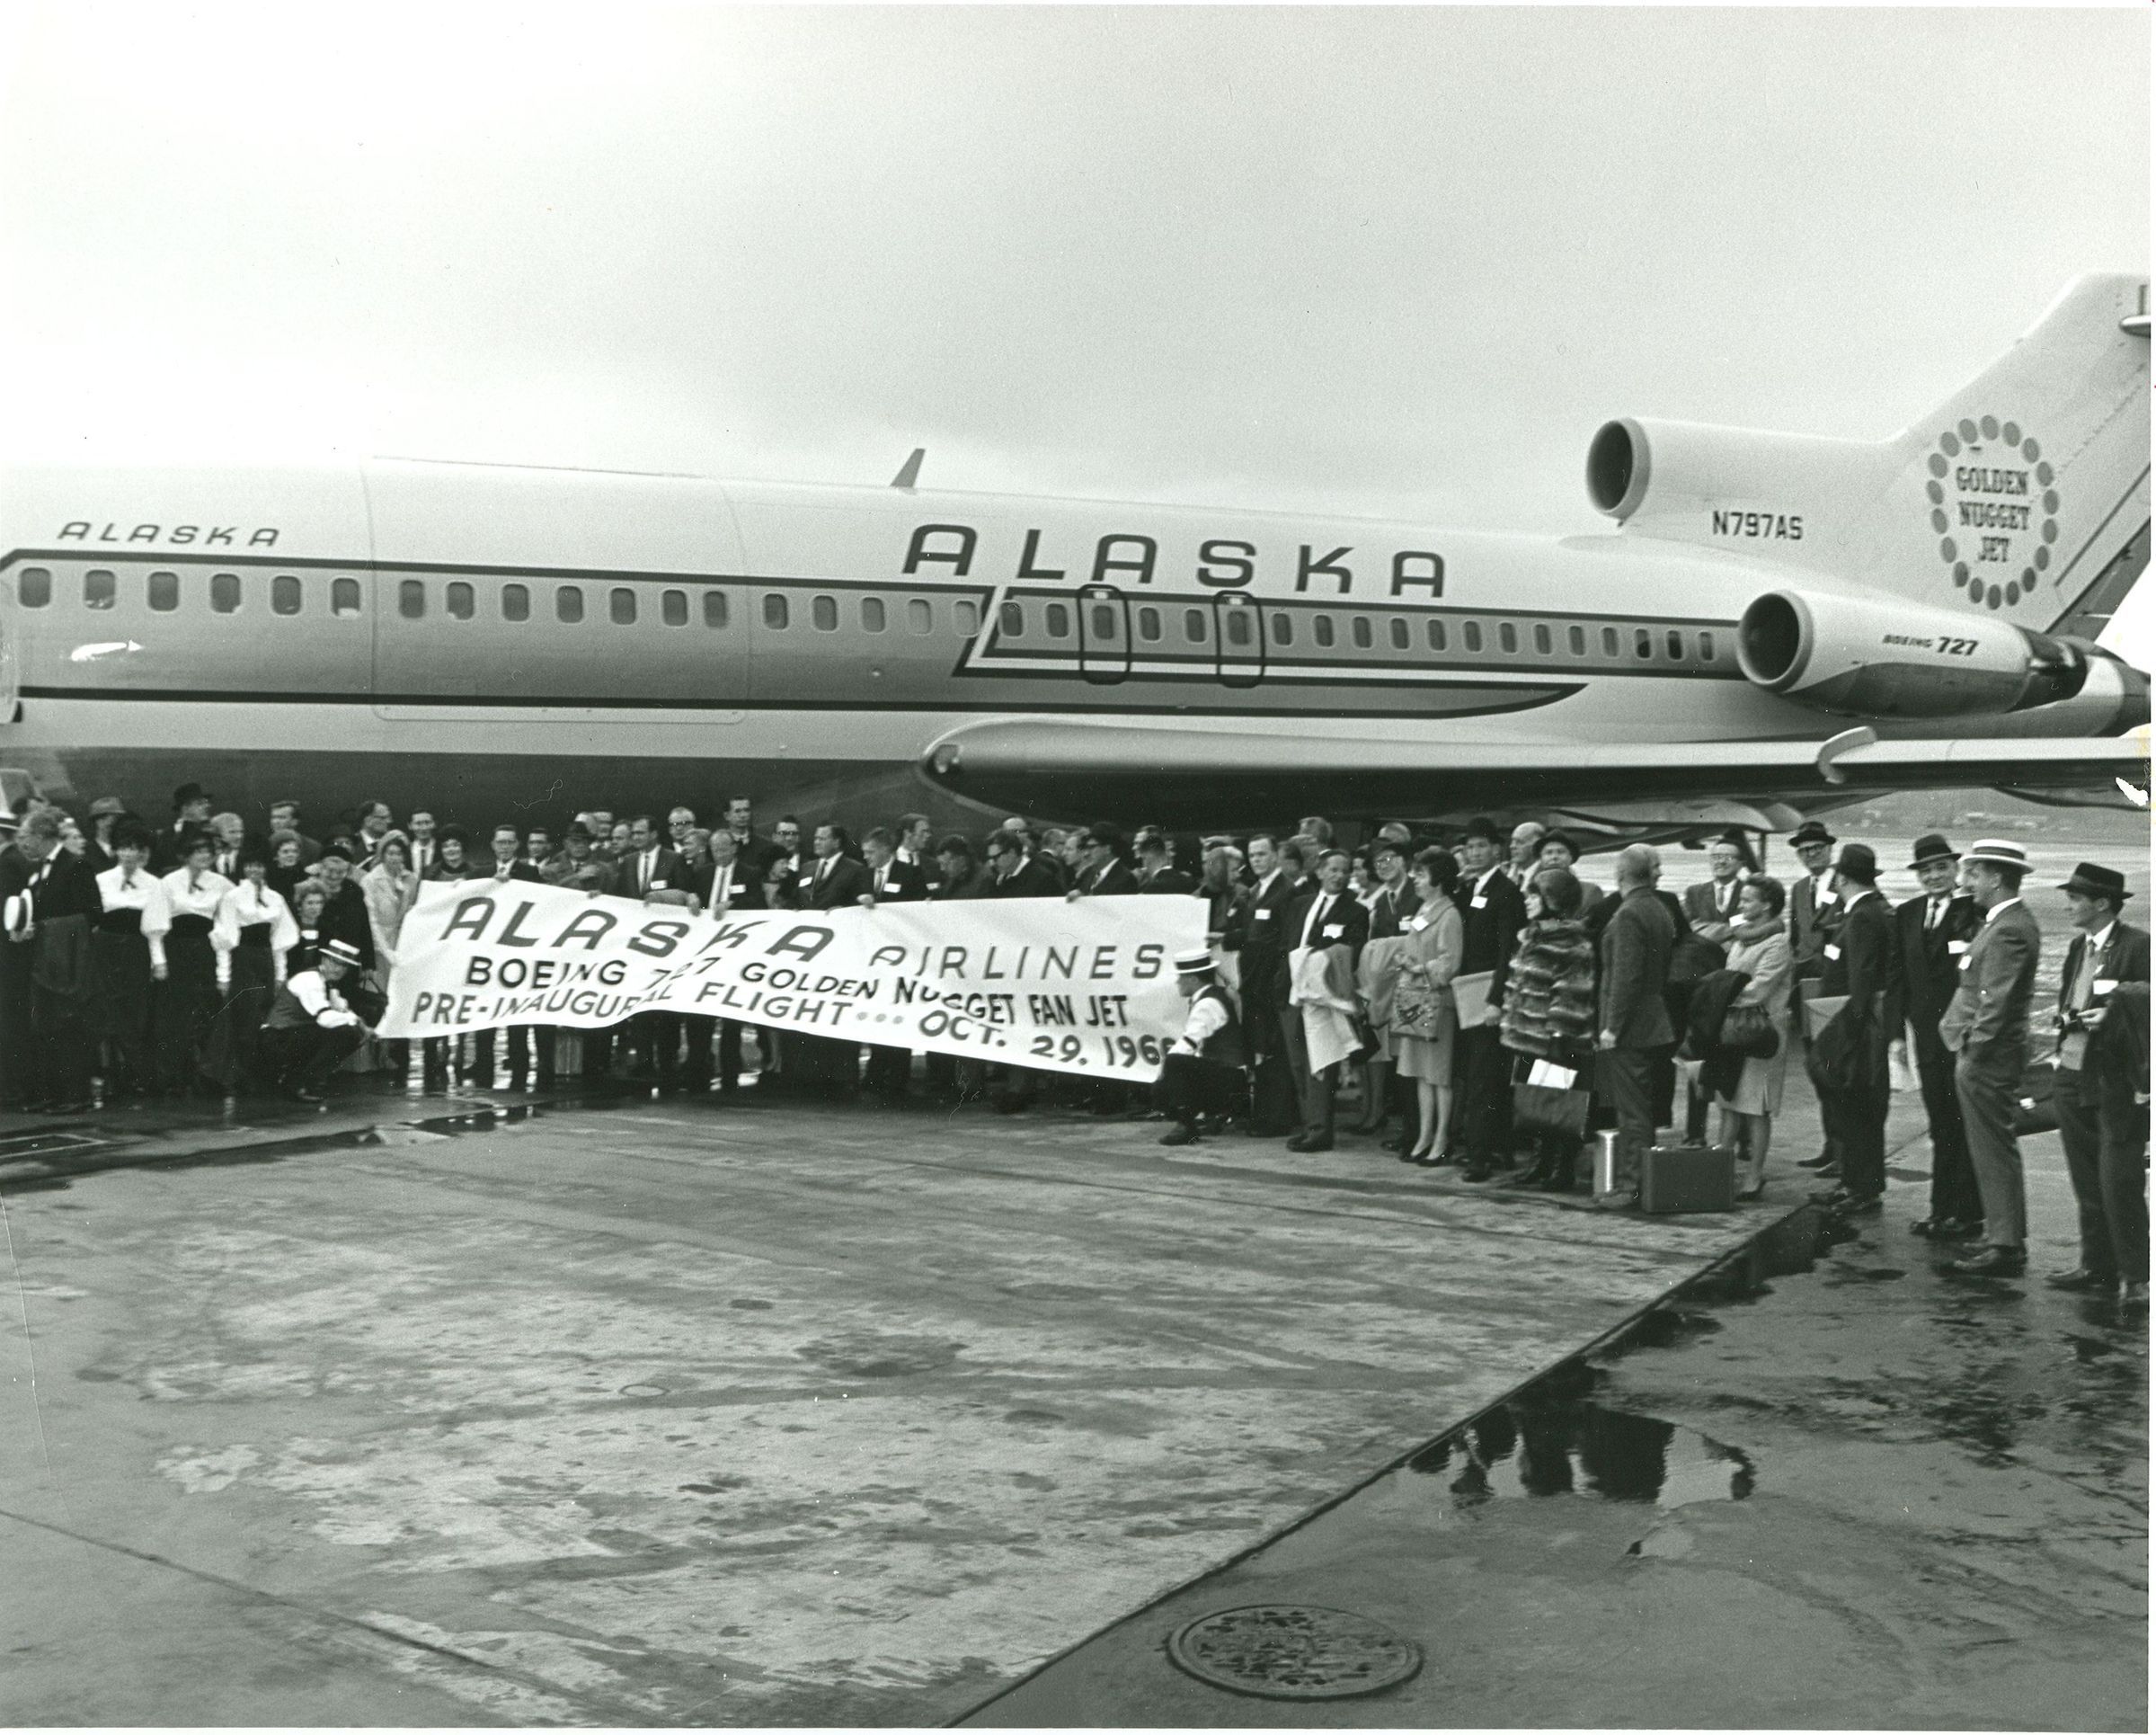 ALASKA
ALASKA
N797AS
GOLDEN
NUGGET
JET
BOEING 727
ALASKA AIRLINES
BOEING 727 GOLDEN NUGGET FAN JET
PRE-INAUGURAL FLIGHT... OCT. 29, 196